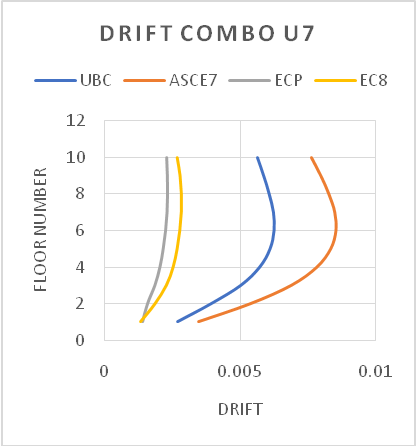 DRIFT COMBO U7
UBC ASCE7 ECP EC8
12
10
8
6
4
2
0
FLOOR NUMBER
0 0.005 0.01
DRIFT